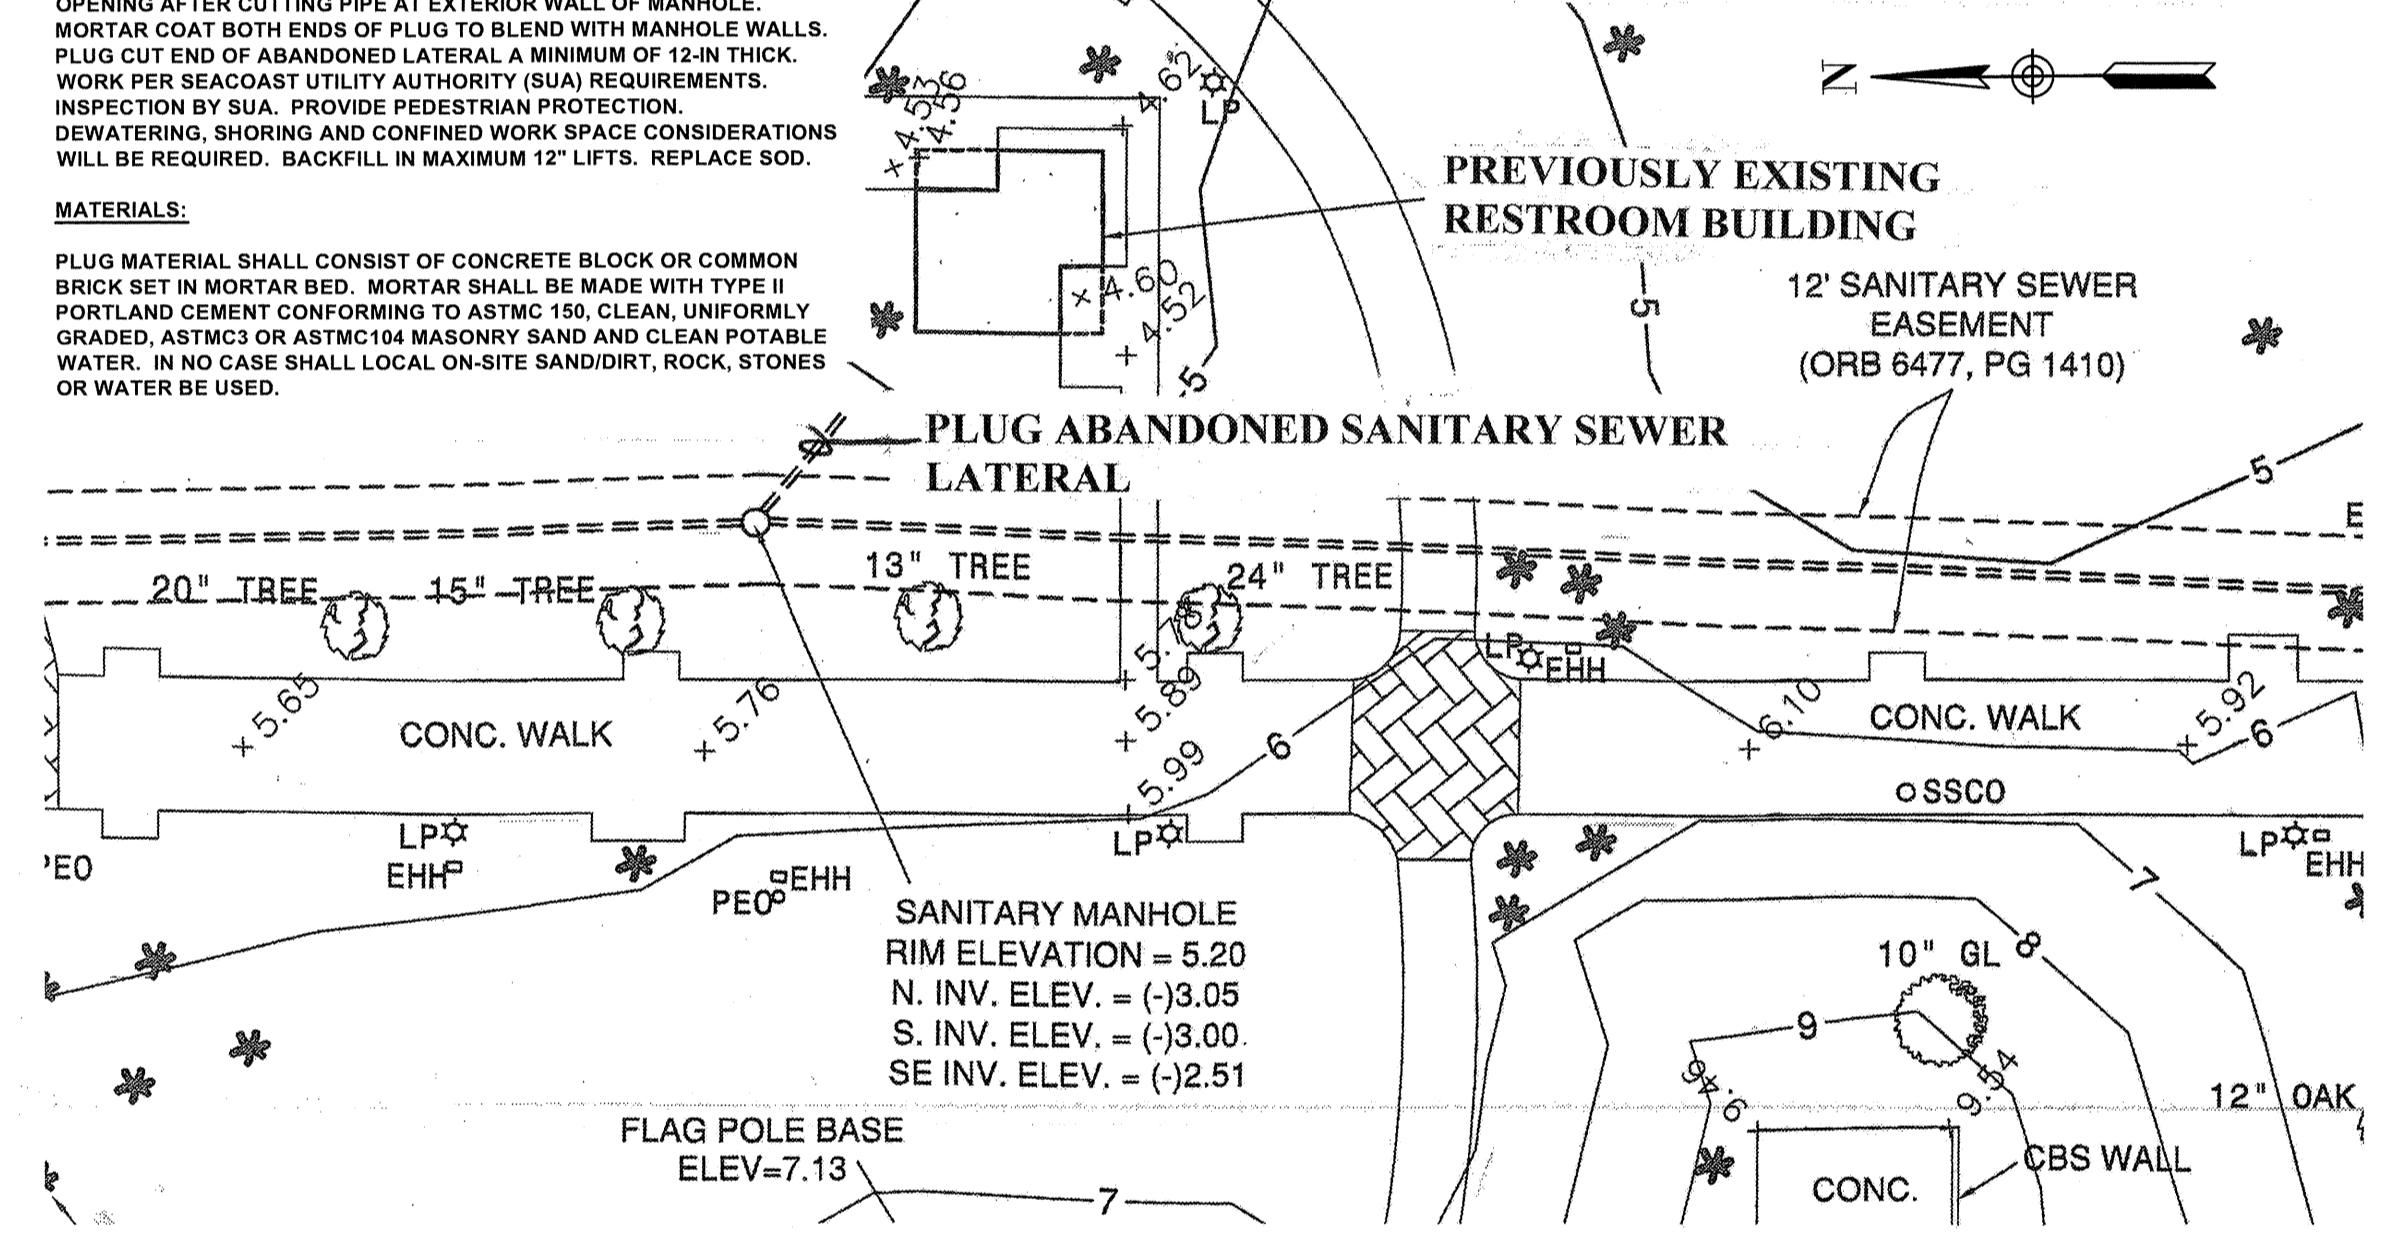 OPENING AFTER CUTTING PIPE AT EXTERIOR WALL OF MANHOLE.
MORTAR COAT BOTH ENDS OF PLUG TO BLEND WITH MANHOLE WALLS.
PLUG CUT END OF ABANDONED LATERAL A MINIMUM OF 12-IN THICK.
WORK PER SEACOAST UTILITY AUTHORITY (SUA) REQUIREMENTS.
INSPECTION BY SUA. PROVIDE PEDESTRIAN PROTECTION.
DEWATERING, SHORING AND CONFINED WORK SPACE CONSIDERATIONS
WILL BE REQUIRED. BACKFILL IN MAXIMUM 12" LIFTS. REPLACE SOD.
MATERIALS:
PLUG MATERIAL SHALL CONSIST OF CONCRETE BLOCK OR COMMON
BRICK SET IN MORTAR BED. MORTAR SHALL BE MADE WITH TYPE II
PORTLAND CEMENT CONFORMING TO ASTMC 150, CLEAN, UNIFORMLY
GRADED, ASTMC3 OR ASTMC104 MASONRY SAND AND CLEAN POTABLE
WATER. IN NO CASE SHALL LOCAL ON-SITE SAND/DIRT, ROCK, STONES
OR WATER BE USED.
4.53
4.56
4.62
LP
N
PREVIOUSLY EXISTING
RESTROOM BUILDING
4.60
4.52
5
5
12' SANITARY SEWER
EASEMENT
(ORB 6477, PG 1410)
PLUG ABANDONED SANITARY SEWER
LATERAL
5
E
20" TREE
15" TREE
13" TREE
24" TREE
LP
EHH
5.65
CONC. WALK
5.76
5.89
5.99
6
6.10
CONC. WALK
5.92
6
SSCO
LP
EHH
'EO
PEO
EHH
LP
LP
EHH
7
SANITARY MANHOLE
RIM ELEVATION = 5.20
N. INV. ELEV. = (-)3.05
S. INV. ELEV. = (-)3.00
SE INV. ELEV. = (-)2.51
10" GL
8
9
9.46
9.54
12" OAK
FLAG POLE BASE
ELEV=7.13
7
CBS WALL
CONC.